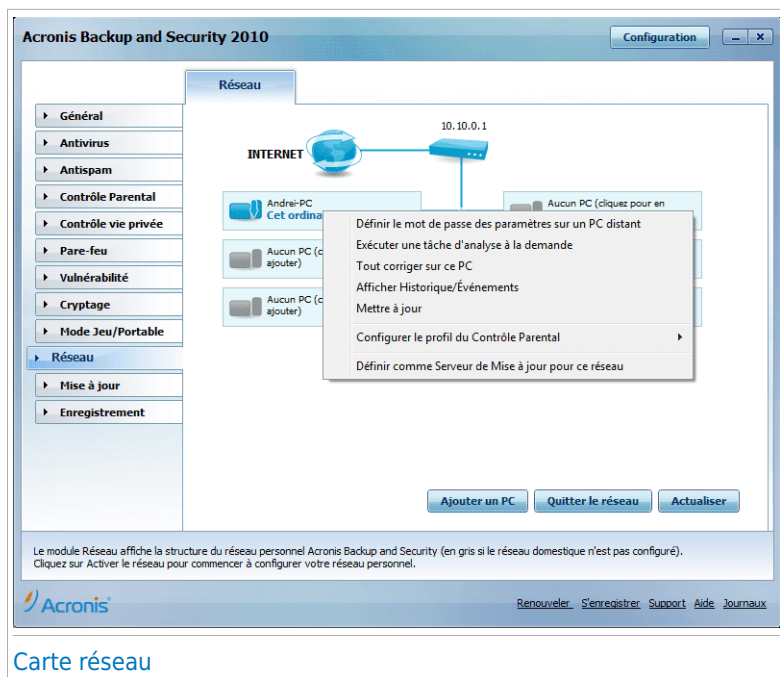 Acronis Backup and Security 2010
Configuration
Réseau
Général
Antivirus
Antispam
Contrôle Parental
Contrôle vie privée
Pare-feu
Vulnérabilité
Cryptage
Mode Jeu/Portable
Réseau
Mise à jour
Enregistrement
INTERNET
10.10.0.1
Andrei-PC
Cet ordina
Aucun PC (cliquez pour en
Aucun PC (c
ajouter)
Aucun PC (c
ajouter)
Définir le mot de passe des paramètres sur un PC distant
Exécuter une tâche d'analyse à la demande
Tout corriger sur ce PC
Afficher Historique/Événements
Mettre à jour
Configurer le profil du Contrôle Parental
Définir comme Serveur de Mise à jour pour ce réseau
Ajouter un PC
Quitter le réseau
Actualiser
Le module Réseau affiche la structure du réseau personnel Acronis Backup and Security (en gris si le réseau domestique n'est pas configuré).
Cliquez sur Activer le réseau pour commencer à configurer votre réseau personnel.
Acronis
Renouveler S'enregistrer Support Aide Journaux
Carte réseau